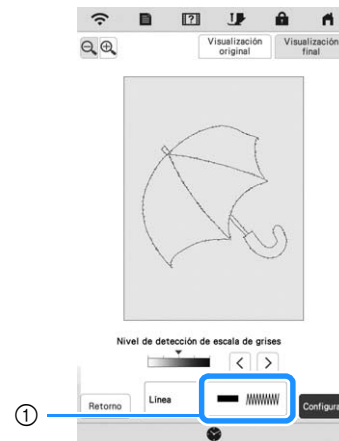 Visualización
original
Visualización
final
Nivel de detección de escala de grises
Retorno
Línea
Configura
①